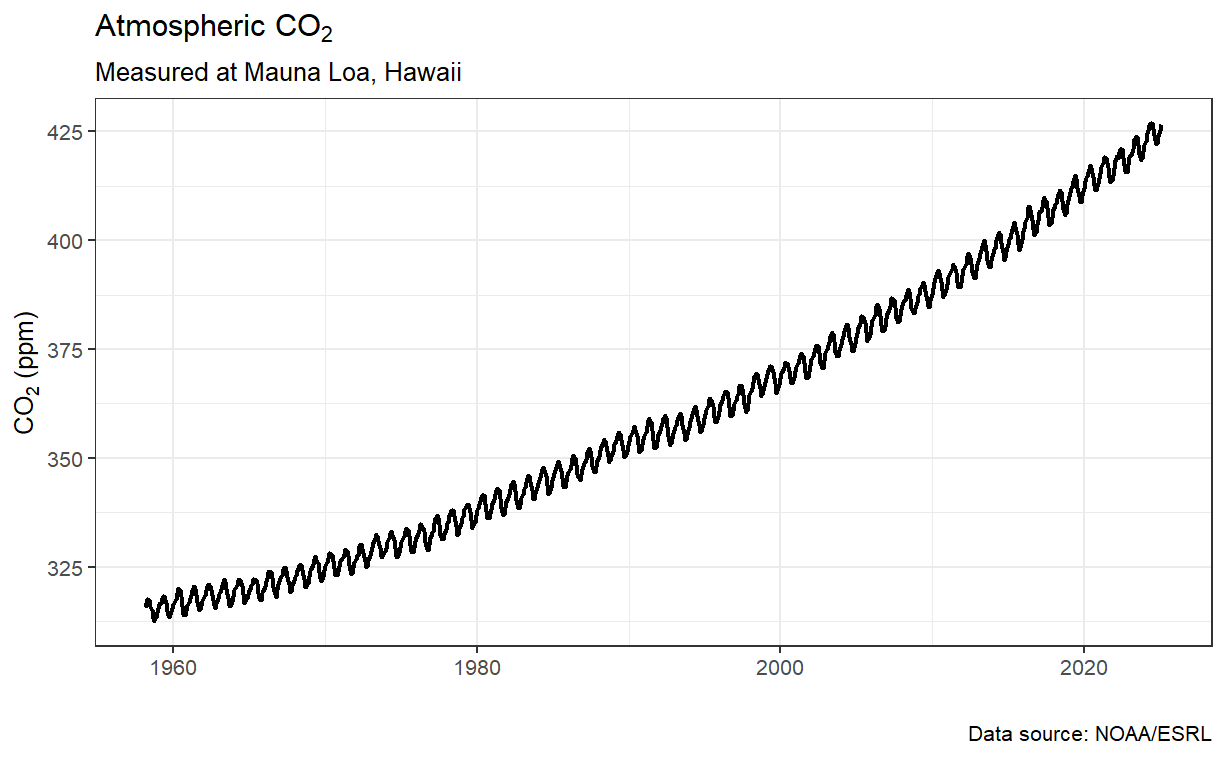 Atmospheric CO₂
Measured at Mauna Loa, Hawaii
CO₂ (ppm)
425
400
375
350
325
1960 1980 2000 2020
Data source: NOAA/ESRL